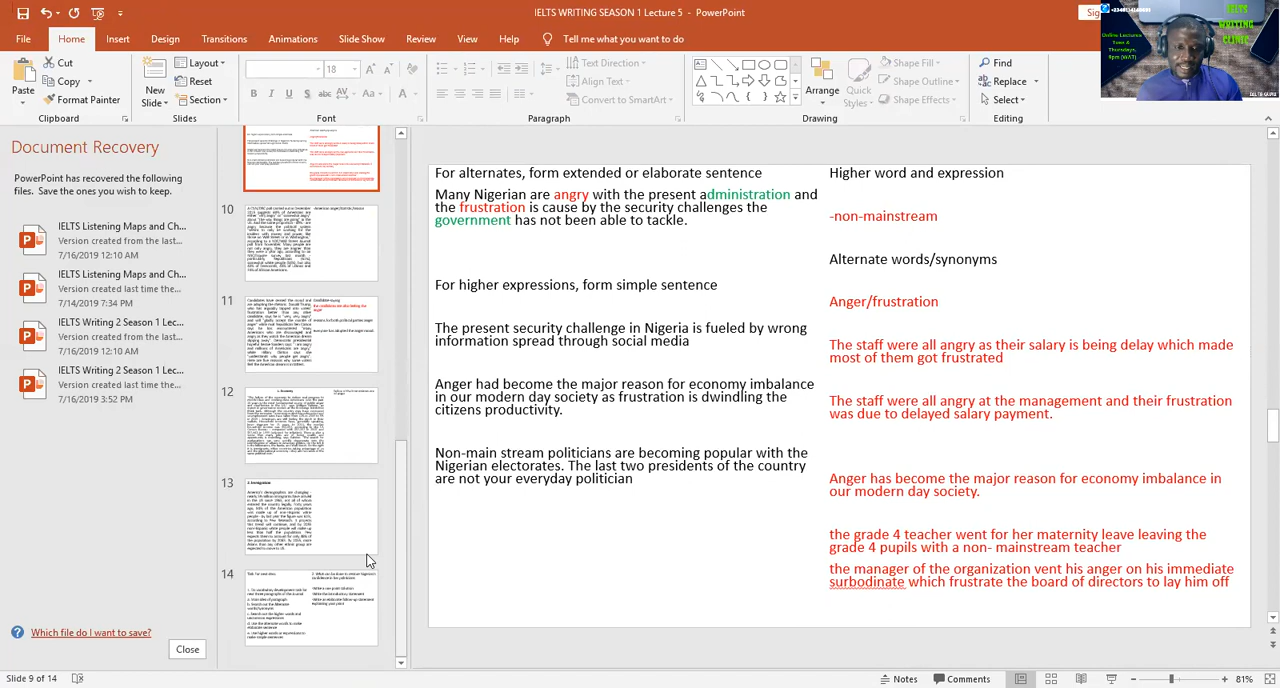 IELTS WRITING SEASON 1 Lecture 5 - PowerPoint
File Home Insert Design Transitions Animations Slide Show Review View Help Tell me what you want to do
Online Lectures:
IELTS
WRITING
CLINIC
Paste
Cut
Copy
Format Painter
New
Slide
Layout
Reset
Section
18
Text Direction
Align Text
Convert to SmartArt
Arrange
Quick
Styles
Shape Fill
Shape Outline
Shape Effects
Find
Replace
Select
Clipboard Slides Font Paragraph Drawing Editing
Document Recovery
PowerPoint has recovered the following
files. Save the ones you wish to keep.
IELTS Listening Maps and Ch...
Version created from the last...
7/16/2019 12:10 AM
IELTS Listening Maps and Ch...
Version created last time the...
7/14/2019 7:34 PM
IELTS Writing 2 Season 1 Lec...
Version created from the last...
7/16/2019 12:10 AM
IELTS Writing 2 Season 1 Lec...
Version created last time the...
7/16/2019 3:52 PM
Which file do I want to save?
Close
10
11
12
13
14
For alternates, form extended or elaborate sentences
Many Nigerian are angry with the present administration and
the frustration is cause by the security challenges the
government has not been able to tackle.
For higher expressions, form simple sentence
The present security challenge in Nigeria is fueled by wrong
information spread through social media
Anger had become the major reason for economy imbalance
in our modern day society as frustration is dwindling the
citizen productivity.
Non-main stream politicians are becoming popular with the
Nigerian electorates. The last two presidents of the country
are not your everyday politician
Higher word and expression
-non-mainstream
Alternate words/synonyms
Anger/frustration
The staff were all angry as their salary is being delay which made
most of them got frustrated
The staff were all angry at the management and their frustration
was due to delayed salary payment.
Anger has become the major reason for economy imbalance in
our modern day society.
the grade 4 teacher went for her maternity leave leaving the
grade 4 pupils with a non- mainstream teacher
the manager of the organization vent his anger on his immediate
surbodinate which frustrate the board of directors to lay him off
Slide 9 of 14
Notes
Comments
81%